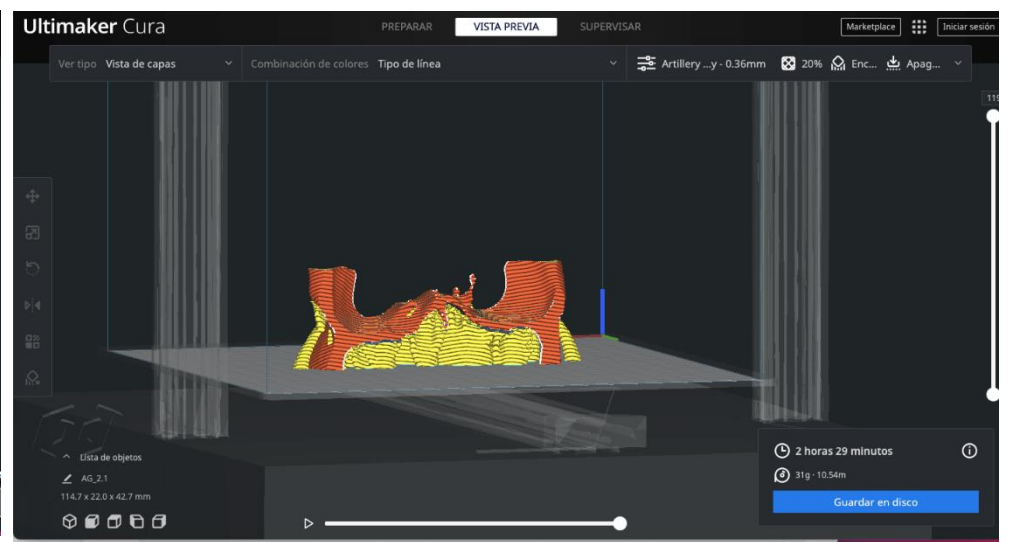 Ultimaker Cura
PREPARAR
VISTA PREVIA
SUPERVISAR
Marketplace
Iniciar sesión
Ver tipo Vista de capas
Combinación de colores Tipo de línea
Artillery ...y - 0.36mm
20%
Enc...
Apag...
119
Lista de objetos
AG_2.1
114.7 x 22.0 x 42.7 mm
2 horas 29 minutos
31g · 10.54m
Guardar en disco